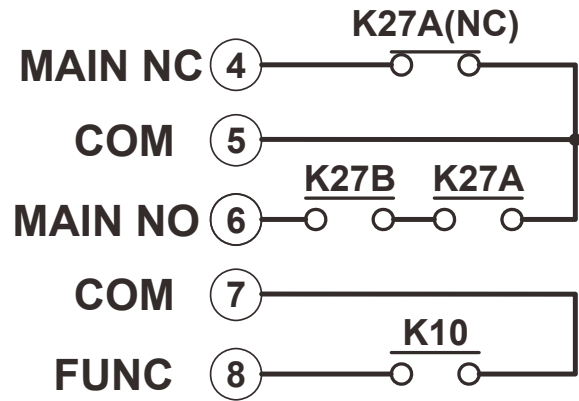 K27A(NC)
MAIN NC 4
COM 5
K27B K27A
MAIN NO 6
COM 7
K10
FUNC 8